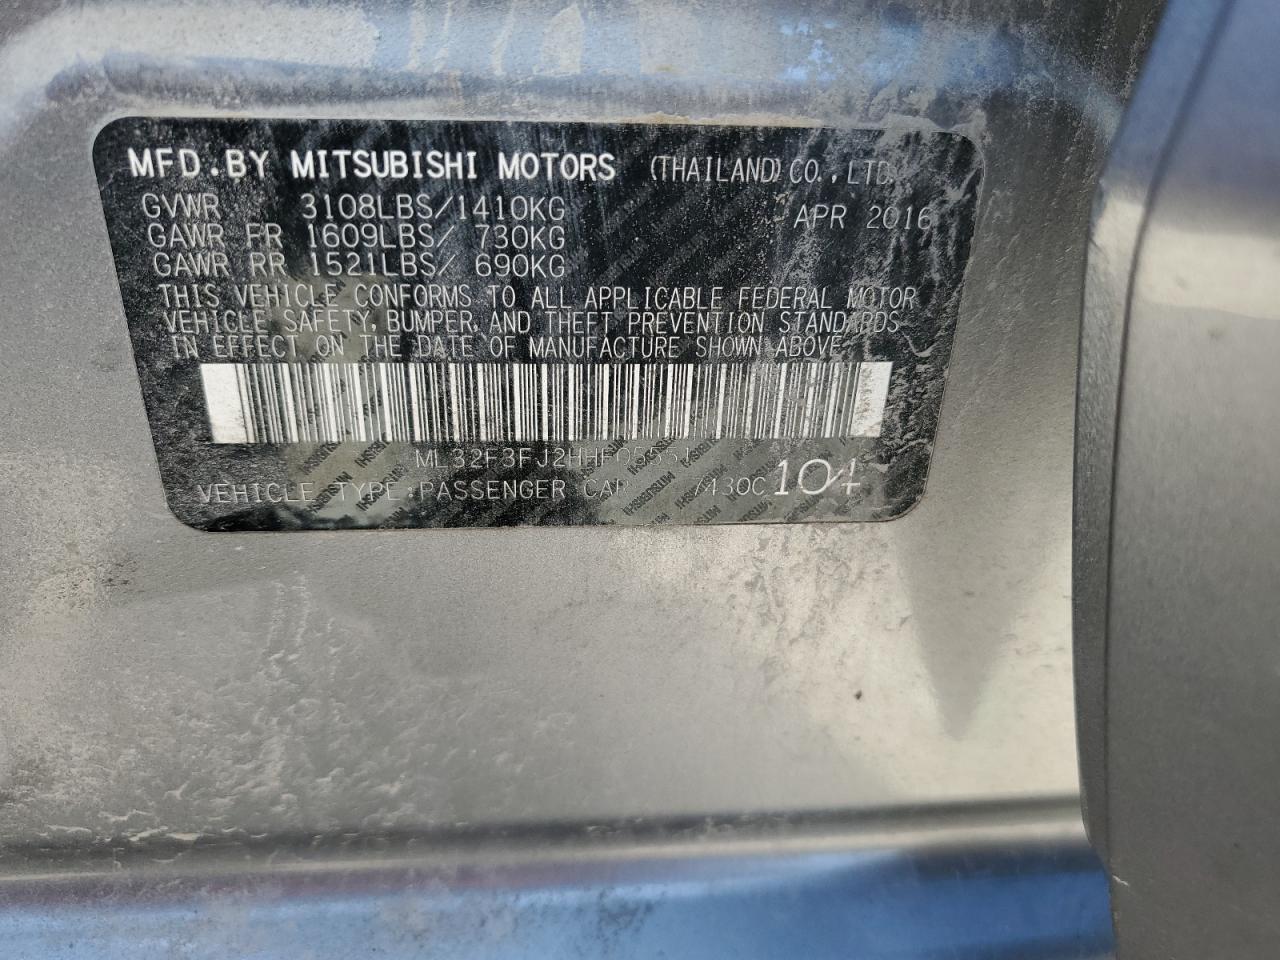 MFD.BY MITSUBISHI MOTORS (THAILAND) CO.,LTD.
GVWR 3108LBS/1410KG APR 2016
GAWR FR 1609LBS/ 730KG
GAWR RR 1521LBS/ 690KG
THIS VEHICLE CONFORMS TO ALL APPLICABLE FEDERAL MOTOR
VEHICLE SAFETY, BUMPER, AND THEFT PREVENTION STANDARDS
IN EFFECT ON THE DATE OF MANUFACTURE SHOWN ABOVE.
VEHICLE TYPE:PASSENGER CAR 104